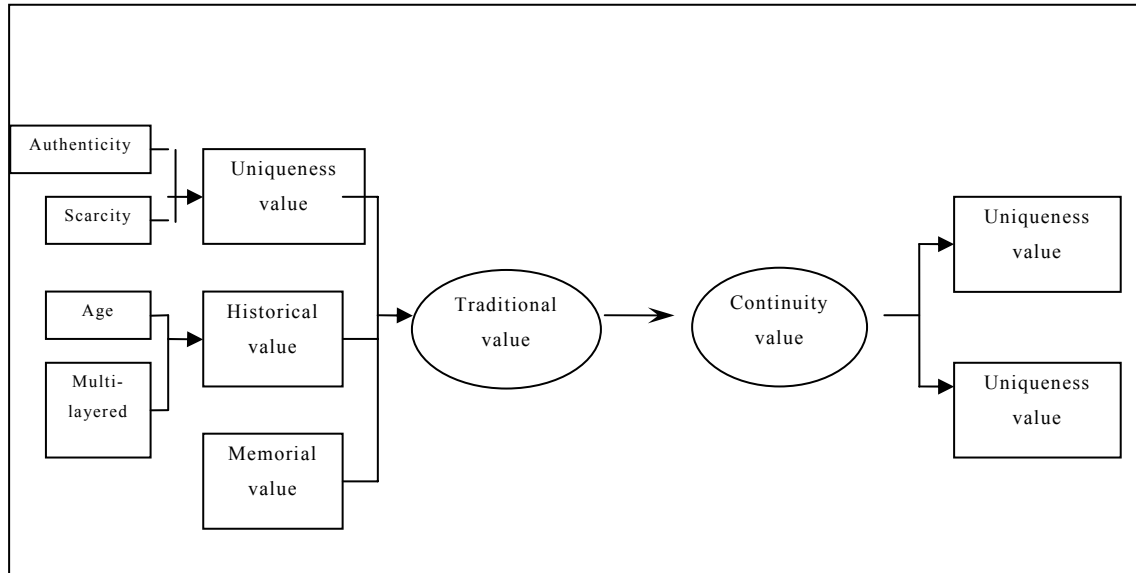 Authenticity
Scarcity
Uniqueness
value
Age
Multi-
layered
Historical
value
Memorial
value
Traditional
value
Continuity
value
Uniqueness
value
Uniqueness
value